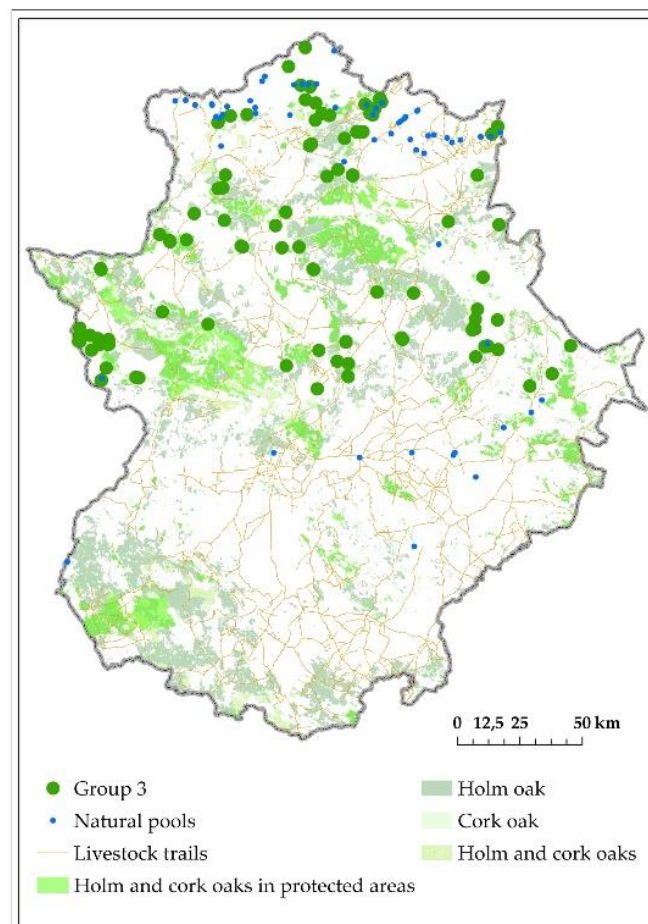 0 12,5 25 50 km
Group 3
Natural pools
Livestock trails
Holm and cork oaks in protected areas
Holm oak
Cork oak
Holm and cork oaks